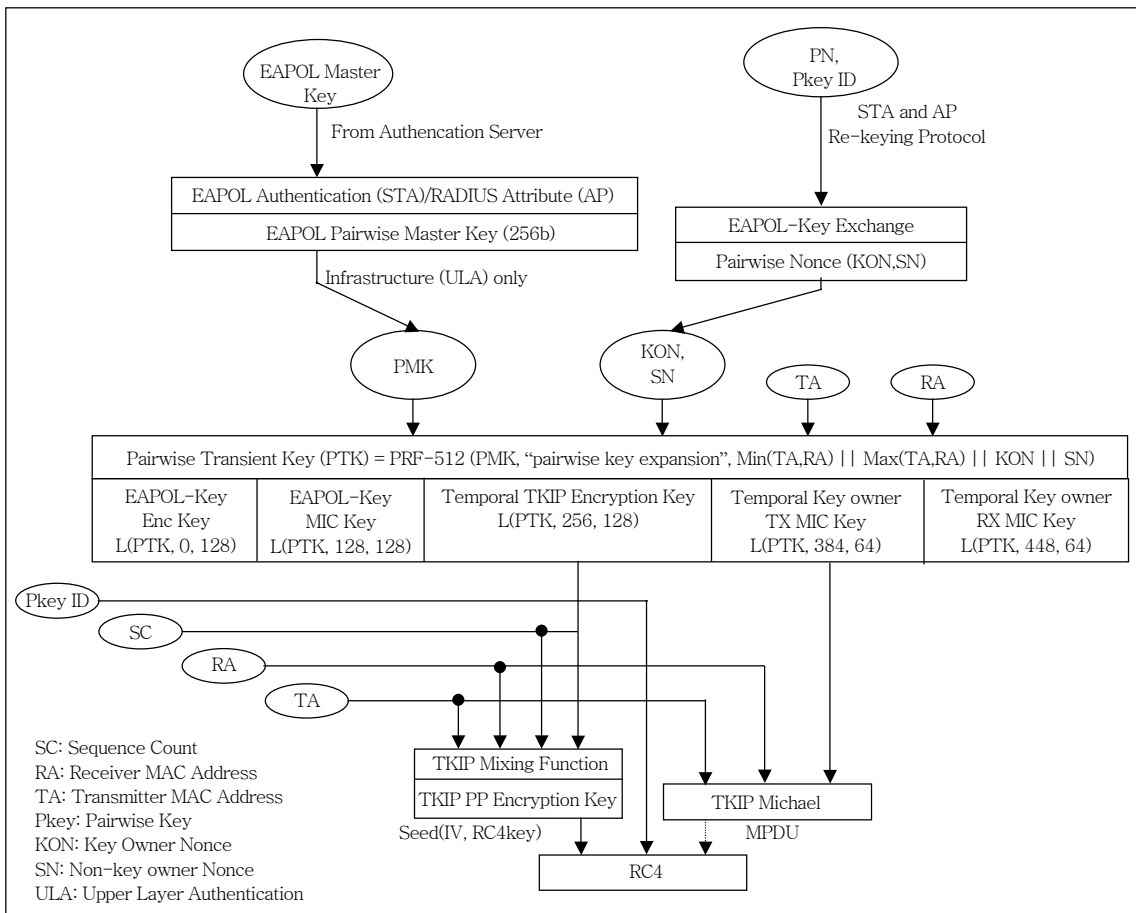 EAPOL Master
Key
PN,
Pkey ID
From Authencation Server
STA and AP
Re-keying Protocol
EAPOL Authentication (STA)/RADIUS Attribute (AP)
EAPOL Pairwise Master Key (256b)
EAPOL-Key Exchange
Pairwise Nonce (KON,SN)
Infrastructure (ULA) only
PMK
KON,
SN
TA
RA
Pairwise Transient Key (PTK) = PRF-512 (PMK, “pairwise key expansion”, Min(TA,RA) || Max(TA,RA) || KON || SN)
EAPOL-Key
Enc Key
L(PTK, 0, 128)
EAPOL-Key
MIC Key
L(PTK, 128, 128)
Temporal TKIP Encryption Key
L(PTK, 256, 128)
Temporal Key owner
TX MIC Key
L(PTK, 384, 64)
Temporal Key owner
RX MIC Key
L(PTK, 448, 64)
Pkey ID
SC
RA
TA
TKIP Mixing Function
TKIP PP Encryption Key
TKIP Michael
Seed(IV, RC4key)
MPDU
RC4
SC: Sequence Count
RA: Receiver MAC Address
TA: Transmitter MAC Address
Pkey: Pairwise Key
KON: Key Owner Nonce
SN: Non-key owner Nonce
ULA: Upper Layer Authentication